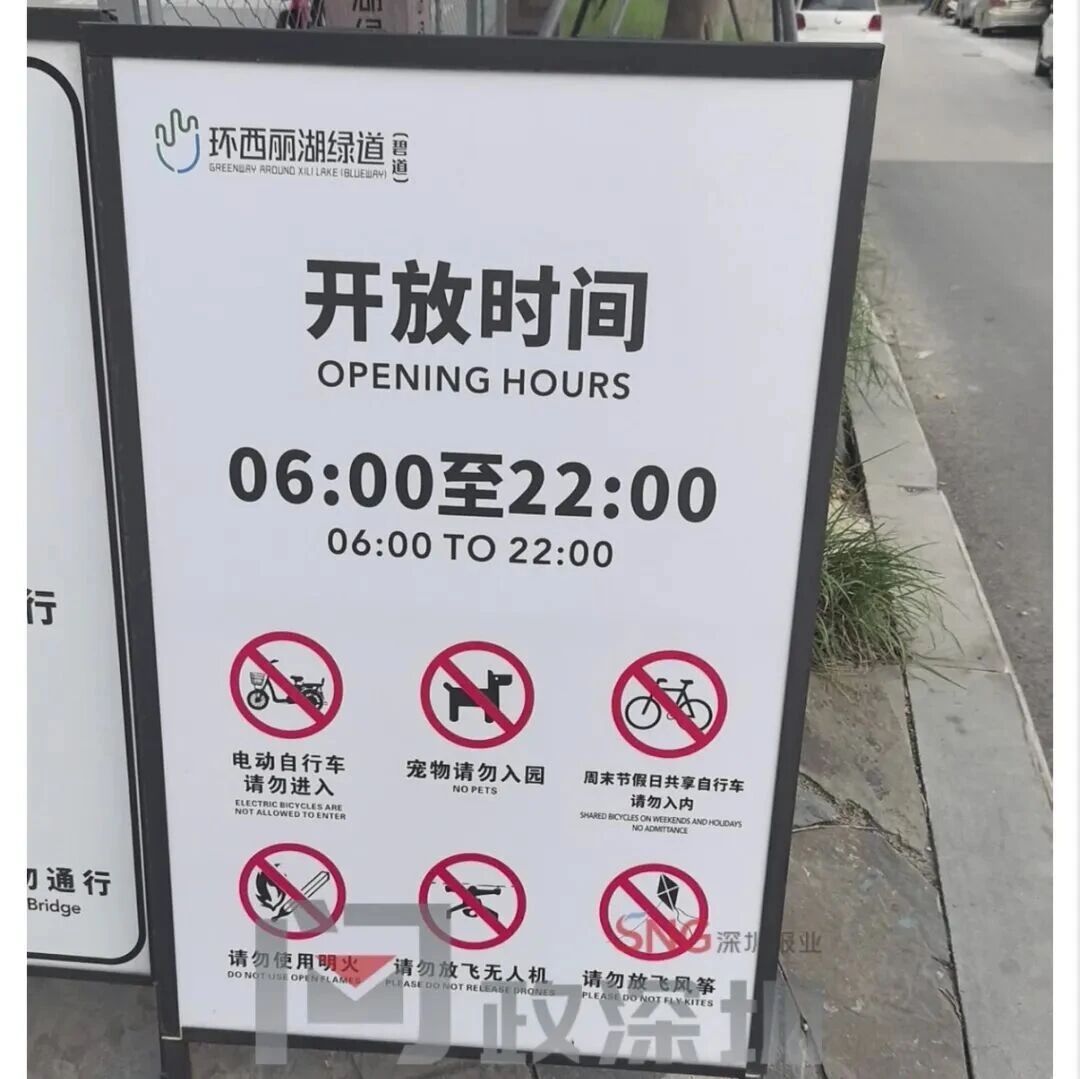 环西丽湖绿道(碧道)
GREENWAY AROUND XILI LAKE (BLUEWAY)
开放时间
OPENING HOURS
06:00至22:00
06:00 TO 22:00
电动自行车
请勿进入
ELECTRIC BICYCLES ARE
NOT ALLOWED TO ENTER
宠物请勿入园
NO PETS
周末节假日共享自行车
请勿入内
SHARED BICYCLES ON WEEKENDS AND HOLIDAYS
NO ADMITTANCE
请勿使用明火
DO NOT USE OPEN FLAMES
请勿放飞无人机
PLEASE DO NOT RELEASE DRONES
请勿放飞风筝
PLEASE DO NOT FLY KITES
行
勿通行
Bridge
SNG 深圳报业
问政深圳